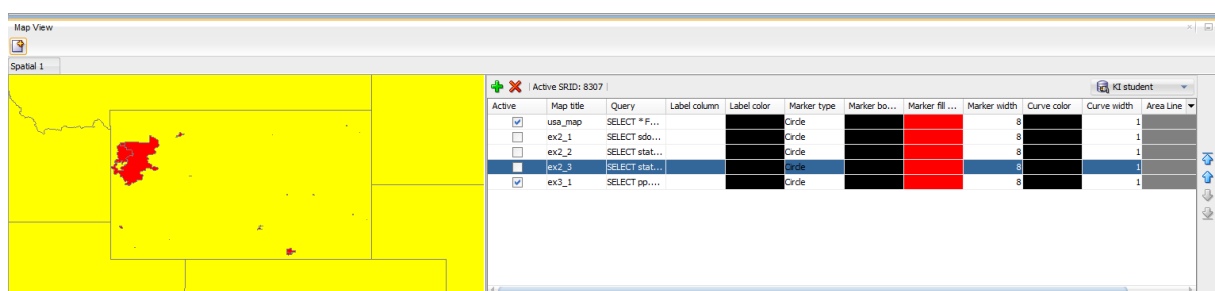 Map View
Spatial 1
Active SRID: 8307
KI student
Active Map title Query Label column Label color Marker type Marker bo... Marker fill ... Marker width Curve color Curve width Area Line
usa_map SELECT * F... Circle 8 1
ex2_1 SELECT sdo... Circle 8 1
ex2_2 SELECT stat... Circle 8 1
ex2_3 SELECT stat... Circle 8 1
ex3_1 SELECT pp.... Circle 8 1